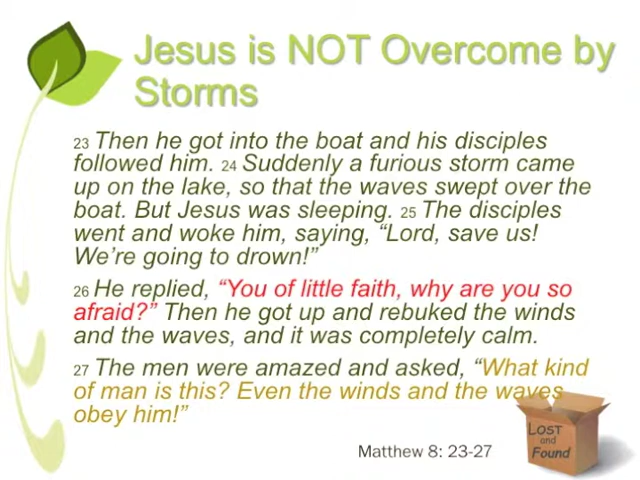 Jesus is NOT Overcome by
Storms
23 Then he got into the boat and his disciples
followed him. 24 Suddenly a furious storm came
up on the lake, so that the waves swept over the
boat. But Jesus was sleeping. 25 The disciples
went and woke him, saying, “Lord, save us!
We’re going to drown!”
26 He replied, “You of little faith, why are you so
afraid?” Then he got up and rebuked the winds
and the waves, and it was completely calm.
27 The men were amazed and asked, “What kind
of man is this? Even the winds and the waves
obey him!”
LOST
and
Found
Matthew 8: 23-27